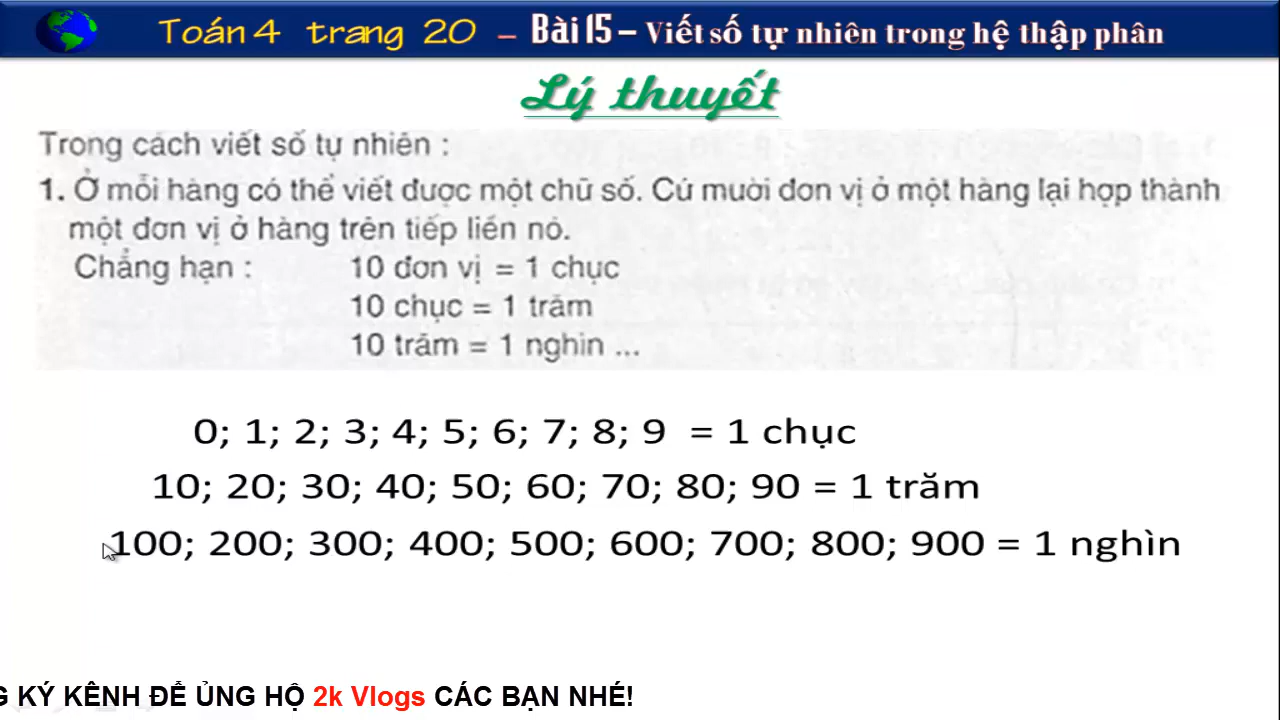 Toán 4 trang 20 – Bài 15 – Viết số tự nhiên trong hệ thập phân
Lý thuyết
Trong cách viết số tự nhiên :
1. Ở mỗi hàng có thể viết được một chữ số. Cứ mười đơn vị ở một hàng lại hợp thành
một đơn vị ở hàng trên tiếp liền nó.
Chẳng hạn : 10 đơn vị = 1 chục
10 chục = 1 trăm
10 trăm = 1 nghìn ...
0; 1; 2; 3; 4; 5; 6; 7; 8; 9 = 1 chục
10; 20; 30; 40; 50; 60; 70; 80; 90 = 1 trăm
100; 200; 300; 400; 500; 600; 700; 800; 900 = 1 nghìn
G KÝ KÊNH ĐỂ ỦNG HỘ 2k Vlogs CÁC BẠN NHÉ!